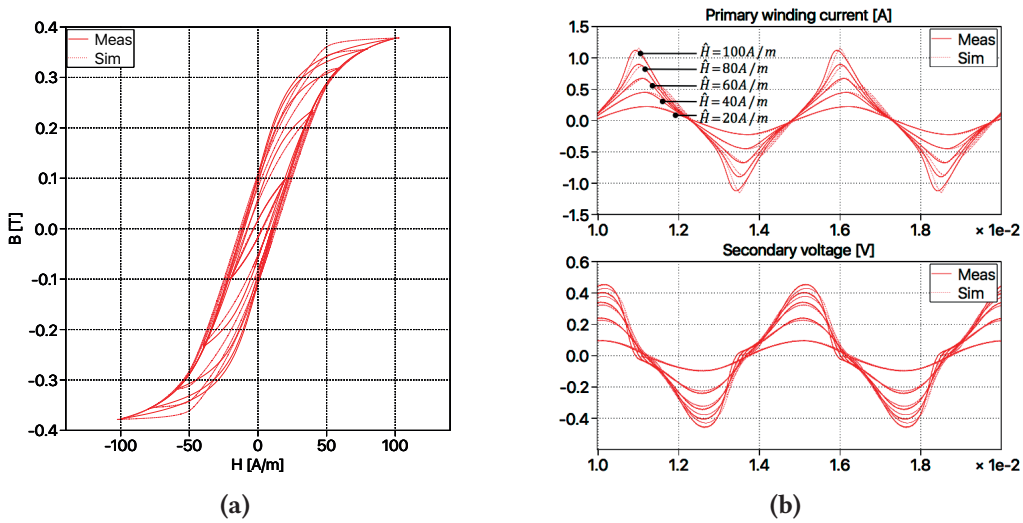 0.4
0.3
0.2
0.1
0.0
-0.1
-0.2
-0.3
-0.4
B [T]
Meas
Sim
-100
-50
0
50
100
H [A/m]
(a)
Primary winding current [A]
1.5
1.0
0.5
0.0
-0.5
-1.0
-1.5
Meas
Sim
Ĥ=100A/m
Ĥ=80A/m
Ĥ=60A/m
Ĥ=40A/m
Ĥ=20A/m
1.0
1.2
1.4
1.6
1.8
× 1e-2
Secondary voltage [V]
0.6
0.4
0.2
0.0
-0.2
-0.4
Meas
Sim
1.0
1.2
1.4
1.6
1.8
× 1e-2
(b)